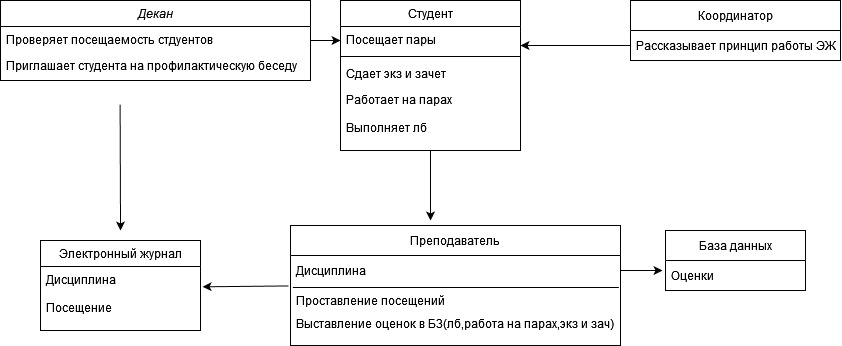 Декан
Проверяет посещаемость стдуентов
Приглашает студента на профилактическую беседу
Студент
Посещает пары
Сдает экз и зачет
Работает на парах
Выполняет лб
Координатор
Рассказывает принцип работы ЭЖ
Электронный журнал
Дисциплина
Посещение
Преподаватель
Дисциплина
Проставление посещений
Выставление оценок в БЗ(лб,работа на парах,экз и зач)
База данных
Оценки